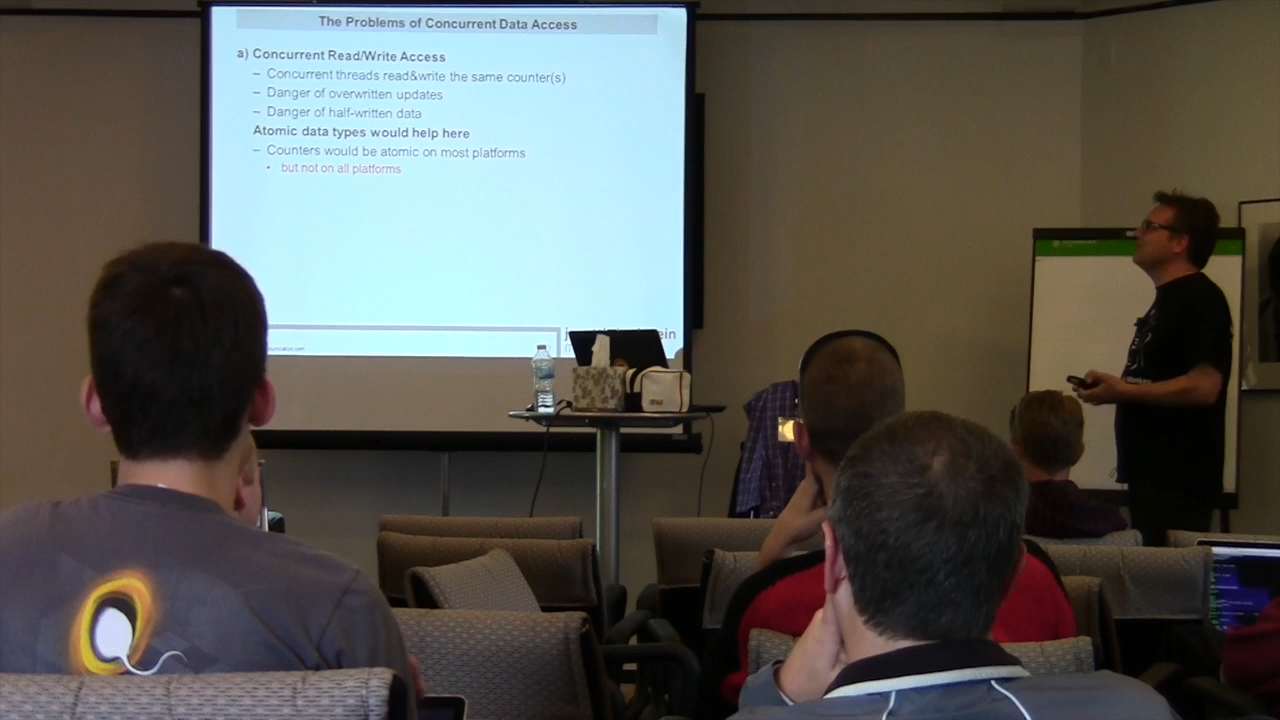 The Problems of Concurrent Data Access
a) Concurrent Read/Write Access
– Concurrent threads read&write the same counter(s)
– Danger of overwritten updates
– Danger of half-written data
Atomic data types would help here
– Counters would be atomic on most platforms
• but not on all platforms